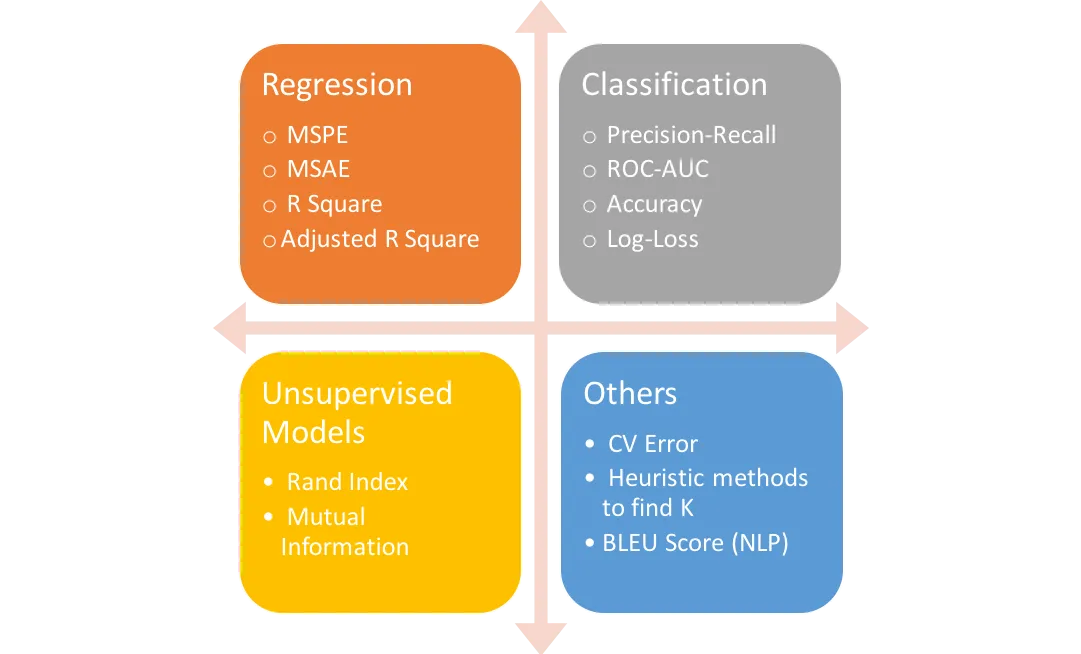 Regression
MSPE
MSAE
R Square
Adjusted R Square
Classification
Precision-Recall
ROC-AUC
Accuracy
Log-Loss
Unsupervised
Models
Rand Index
Mutual
Information
Others
CV Error
Heuristic methods
to find K
BLEU Score (NLP)